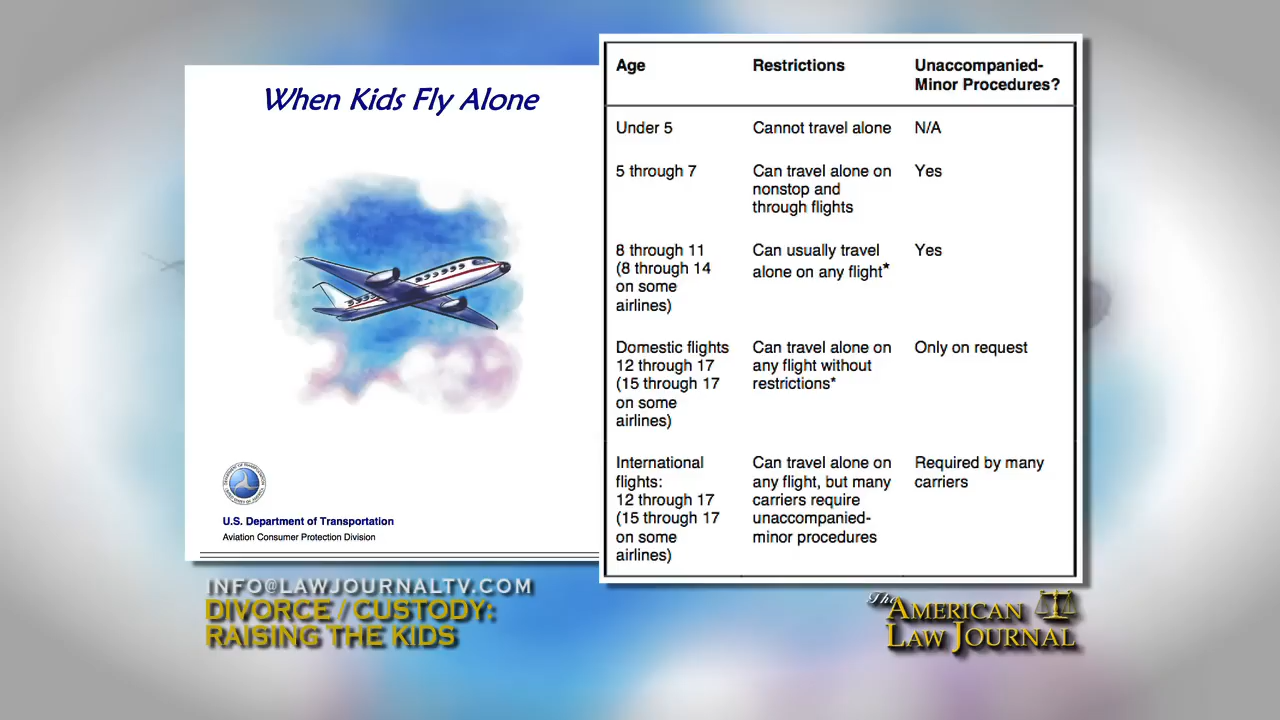 When Kids Fly Alone
U.S. Department of Transportation
Aviation Consumer Protection Division
Age
Restrictions
Unaccompanied-
Minor Procedures?
Under 5
Cannot travel alone
N/A
5 through 7
Can travel alone on
nonstop and
through flights
Yes
8 through 11
(8 through 14
on some
airlines)
Can usually travel
alone on any flight*
Yes
Domestic flights
12 through 17
(15 through 17
on some
airlines)
Can travel alone on
any flight without
restrictions*
Only on request
International
flights:
12 through 17
(15 through 17
on some
airlines)
Can travel alone on
any flight, but many
carriers require
unaccompanied-
minor procedures
Required by many
carriers
INFO@LAWJOURNALTV.COM
DIVORCE / CUSTODY:
RAISING THE KIDS
The
AMERICAN
LAW JOURNAL